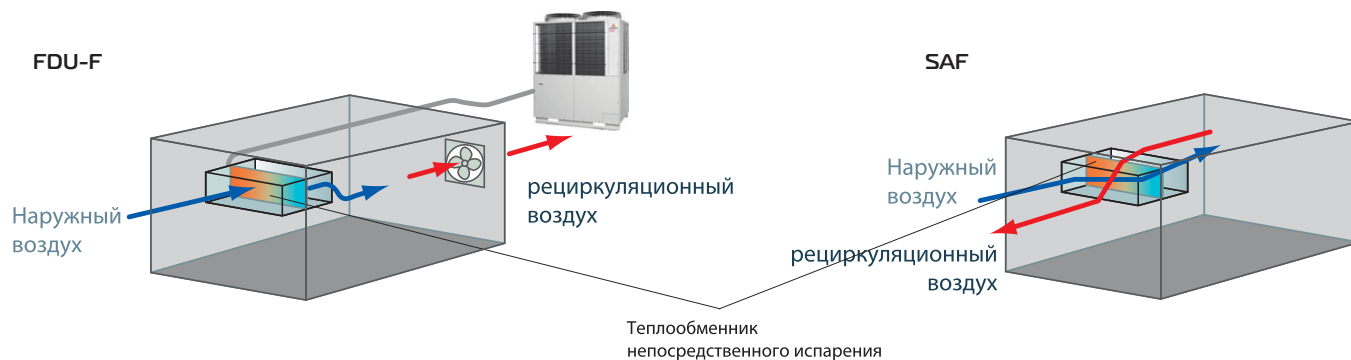 FDU-F
SAF
Наружный
воздух
рециркуляционный
воздух
Наружный
воздух
рециркуляционный
воздух
Теплообменник
непосредственного испарения